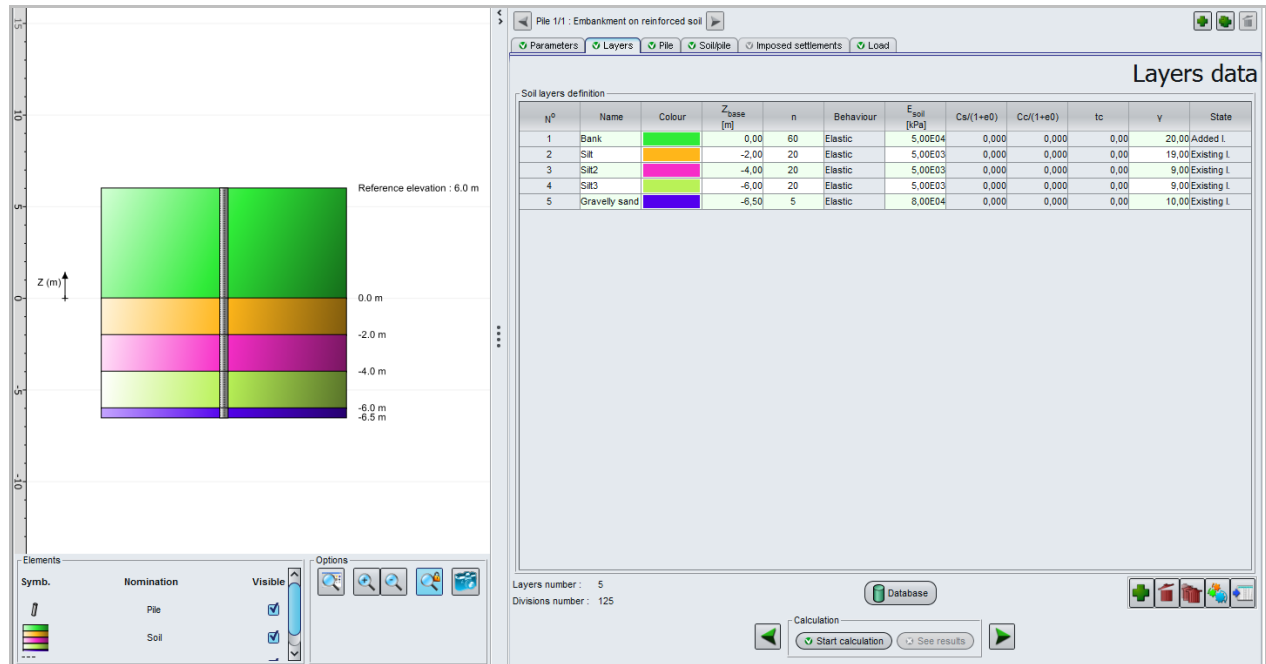 Pile 1/1 : Embankment on reinforced soil
Parameters Layers Pile Soil/pile Imposed settlements Load
Layers data
Soil layers definition
N° Name Colour Zbase [m] n Behaviour Esoil [kPa] Cs/(1+e0) Cc/(1+e0) tc γ State
1 Bank 0,00 60 Elastic 5,00E04 0,000 0,000 0,00 20,00 Added l.
2 Silt -2,00 20 Elastic 5,00E03 0,000 0,000 0,00 19,00 Existing l.
3 Silt2 -4,00 20 Elastic 5,00E03 0,000 0,000 0,00 9,00 Existing l.
4 Silt3 -6,00 20 Elastic 5,00E03 0,000 0,000 0,00 9,00 Existing l.
5 Gravelly sand -6,50 5 Elastic 8,00E04 0,000 0,000 0,00 10,00 Existing l.
15
10
5
0
-5
-10
Z (m)
Reference elevation : 6.0 m
0.0 m
-2.0 m
-4.0 m
-6.0 m
-6.5 m
Elements
Symb. Nomination Visible
Pile
Soil
Options
Layers number : 5
Divisions number : 125
Database
Calculation
Start calculation See results